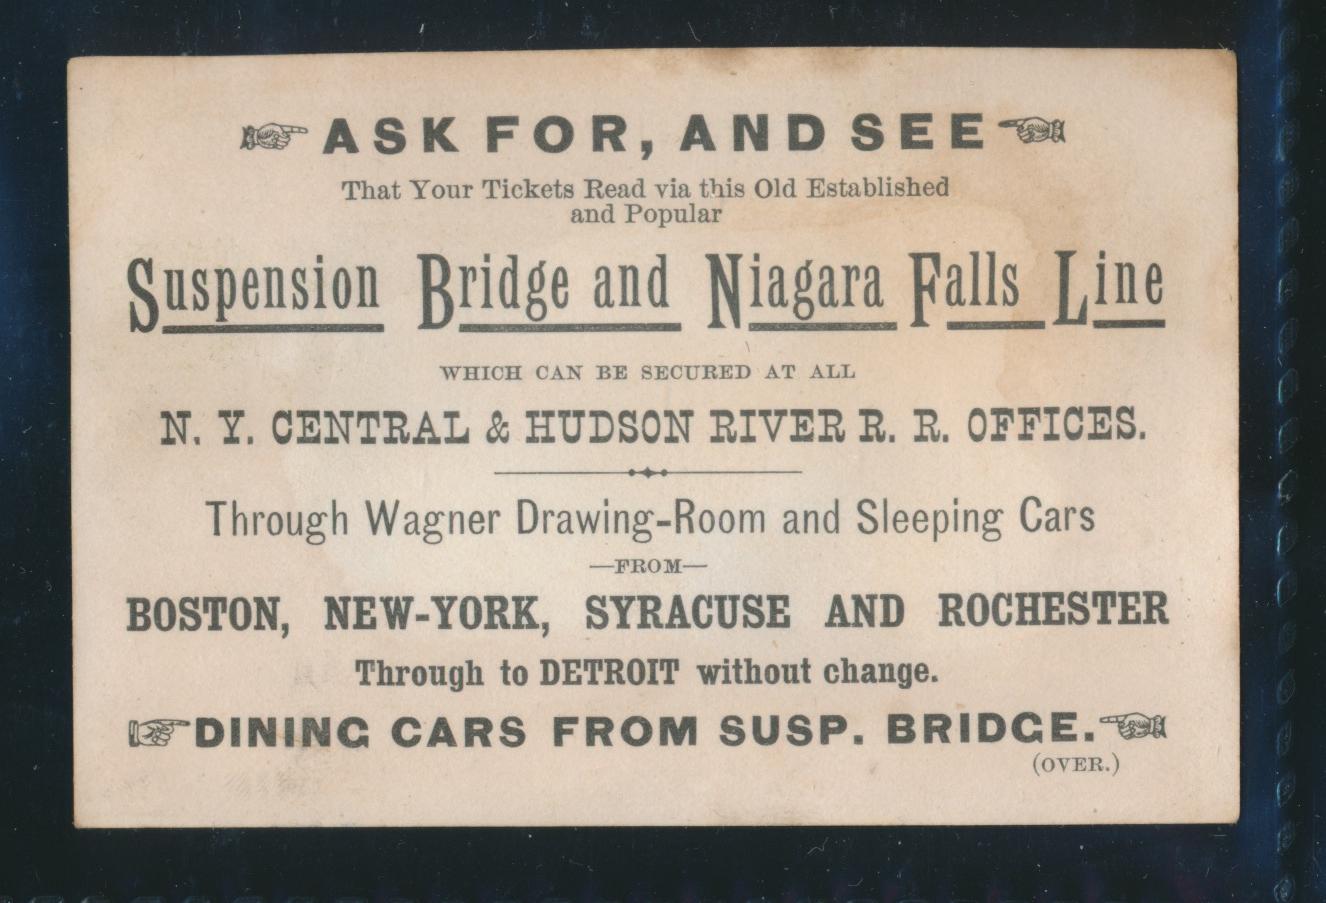 ASK FOR, AND SEE
That Your Tickets Read via this Old Established
and Popular
Suspension Bridge and Niagara Falls Line
WHICH CAN BE SECURED AT ALL
N. Y. CENTRAL & HUDSON RIVER R. R. OFFICES.
Through Wagner Drawing-Room and Sleeping Cars
—FROM—
BOSTON, NEW-YORK, SYRACUSE AND ROCHESTER
Through to DETROIT without change.
DINING CARS FROM SUSP. BRIDGE.
(OVER.)